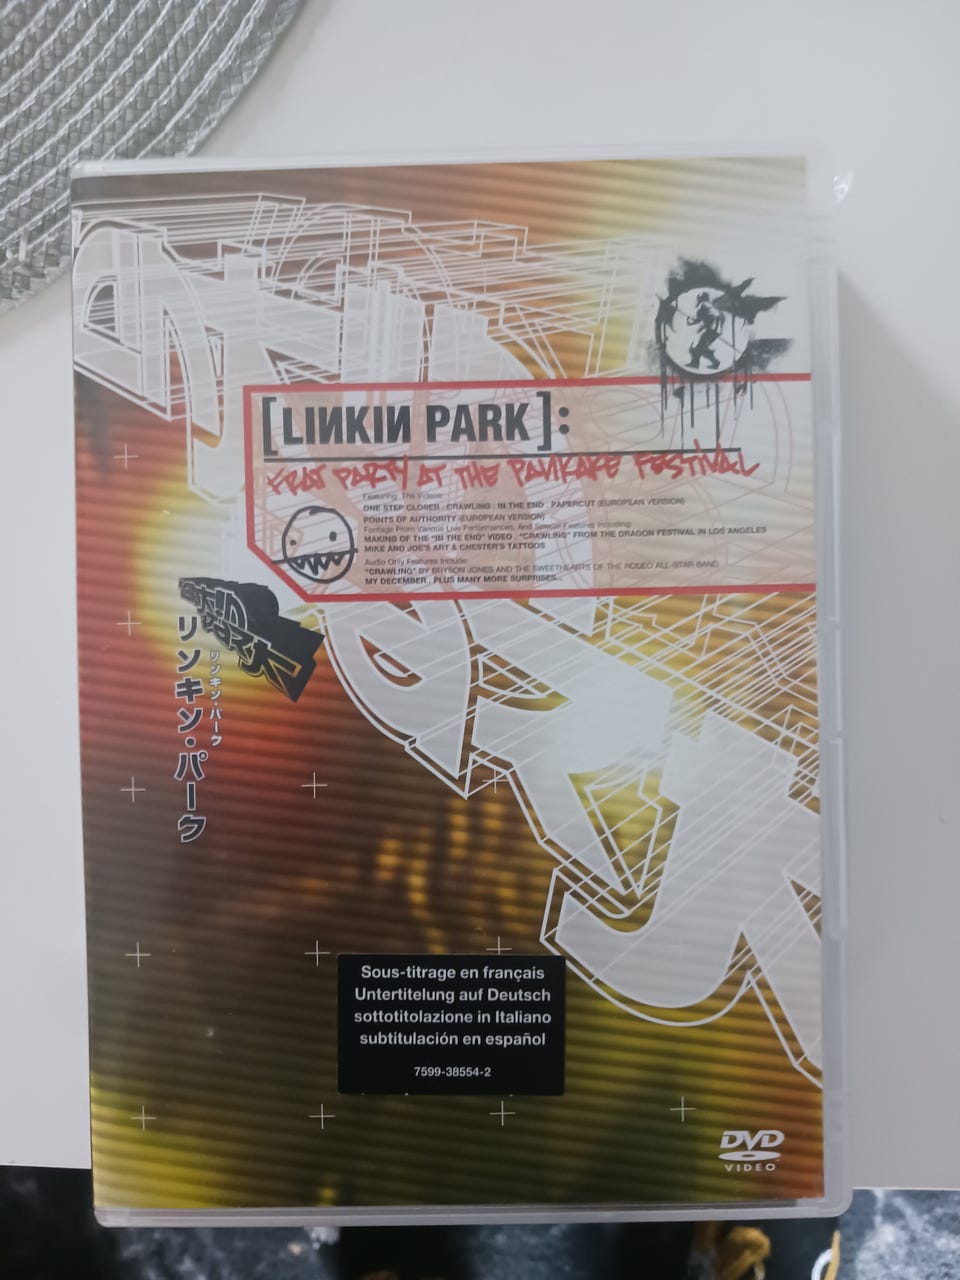 [LIИKIИ PARK]:
FRAT PARTY AT THE PANKAKE FESTIVAL
Featuring The Videos:
ONE STEP CLOSER . CRAWLING . IN THE END . PAPERCUT (EUROPEAN VERSION)
POINTS OF AUTHORITY (EUROPEAN VERSION)
Footage From Various Live Performances, And Special Features Including:
MAKING OF THE "IN THE END" VIDEO . "CRAWLING" FROM THE DRAGON FESTIVAL IN LOS ANGELES
MIKE AND JOE'S ART & CHESTER'S TATTOOS
Audio Only Features Include:
"CRAWLING" BY BRYSON JONES AND THE SWEETHEARTS OF THE RODEO ALL-STAR BAND
MY DECEMBER . PLUS MANY MORE SURPRISES...
リンキン・パーク
リンキン・パーク
Sous-titrage en français
Untertitelung auf Deutsch
sottotitolazione in Italiano
subtitulación en español
7599-38554-2
DVD
VIDEO